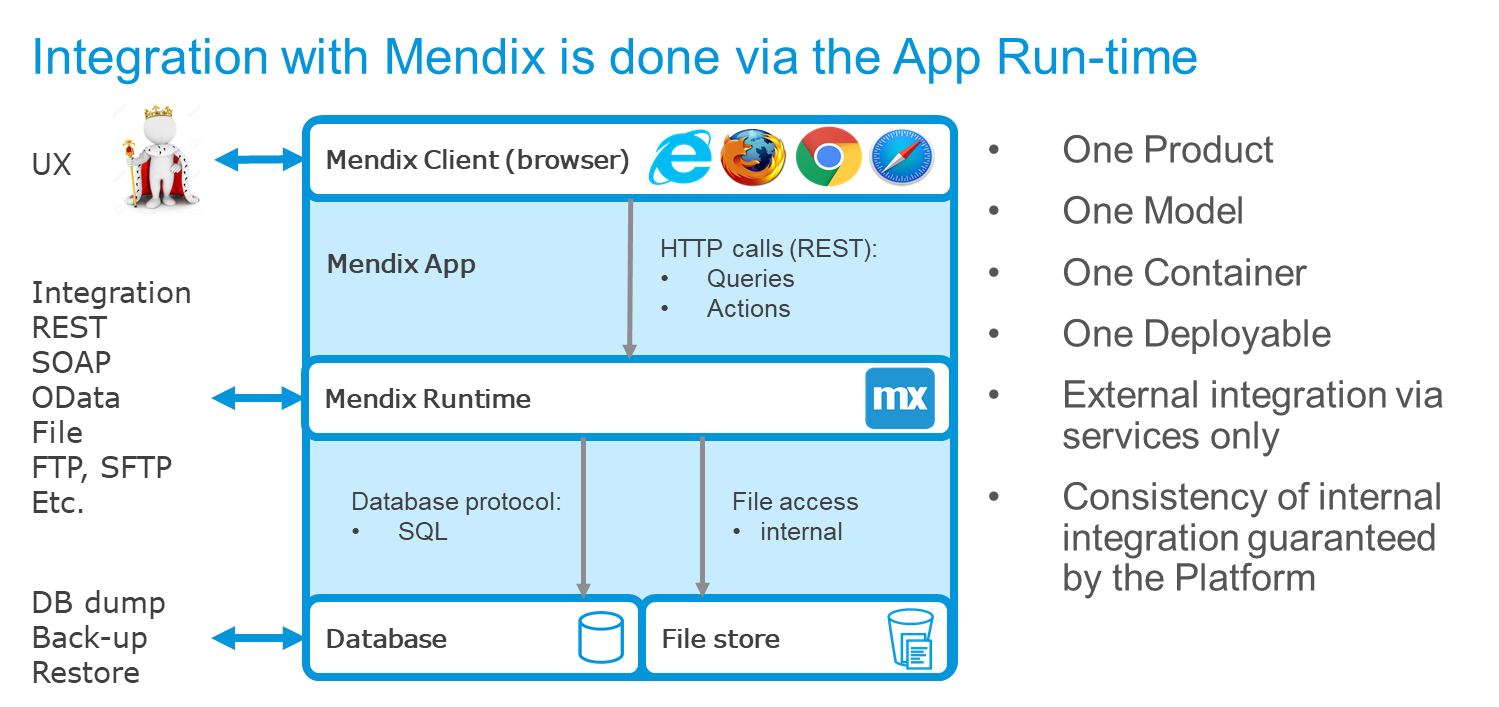 Integration with Mendix is done via the App Run-time
UX
Mendix Client (browser)
Mendix App
HTTP calls (REST):
• Queries
• Actions
Integration
REST
SOAP
OData
File
FTP, SFTP
Etc.
Mendix Runtime
mx
Database protocol:
• SQL
File access
• internal
DB dump
Back-up
Restore
Database
File store
• One Product
• One Model
• One Container
• One Deployable
• External integration via
services only
• Consistency of internal
integration guaranteed
by the Platform